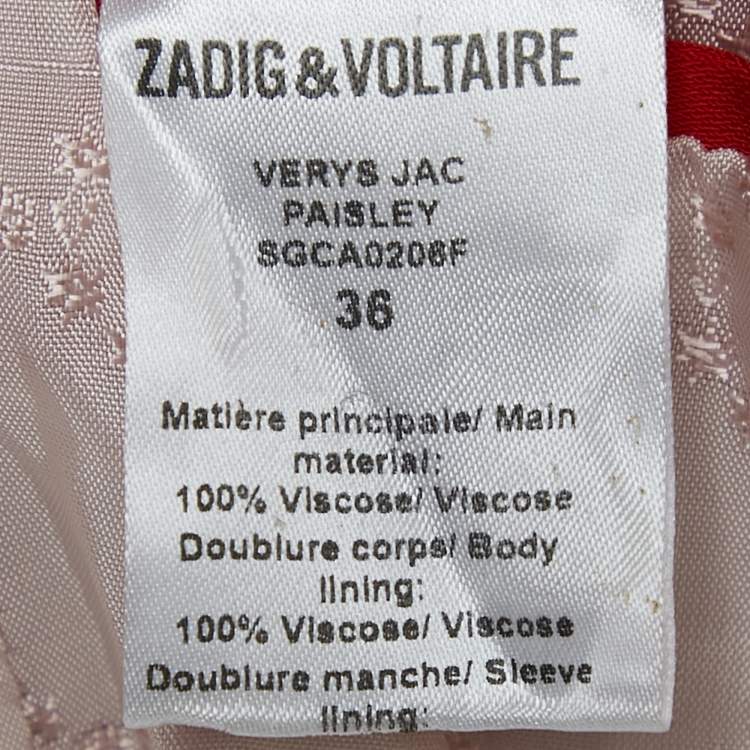 ZADIG&VOLTAIRE
VERYS JAC
PAISLEY
SGCA0206F
36
Matière principale/ Main
material:
100% Viscose/ Viscose
Doublure corps/ Body
lining:
100% Viscose/ Viscose
Doublure manche/ Sleeve
lining: